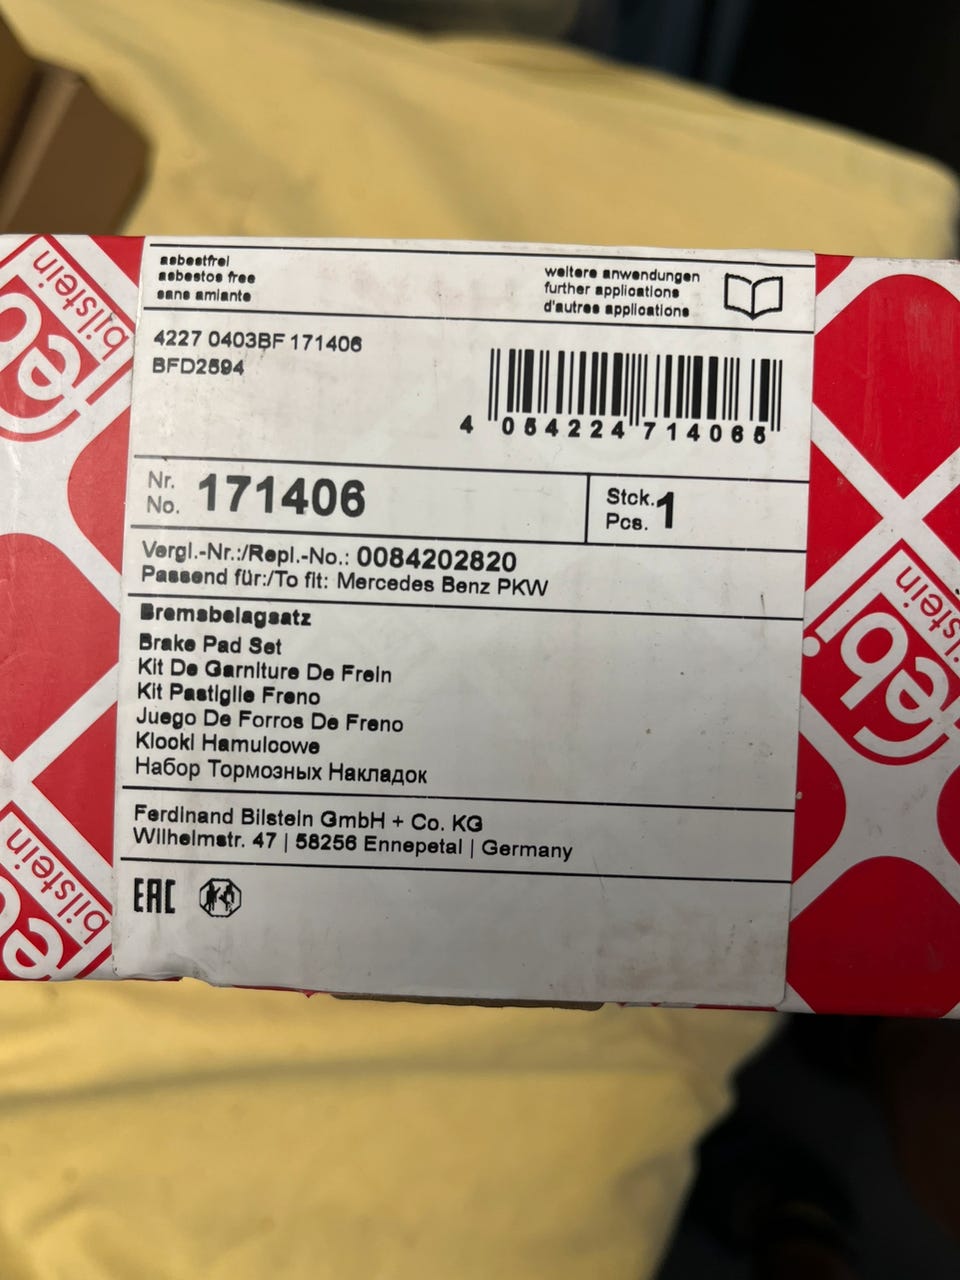 asbestfrei
asbestos free
sans amiante
weitere anwendungen
further applications
d'autres applications
4227 0403BF 171406
BFD2594
4 054224 714065
Nr.
No. 171406
Stck.
Pcs. 1
Vergl.-Nr.:/Repl.-No.: 0084202820
Passend für:/To fit: Mercedes Benz PKW
Bremsbelagsatz
Brake Pad Set
Kit De Garniture De Frein
Kit Pastiglie Freno
Juego De Forros De Freno
Klocki Hamulcowe
Набор Тормозных Накладок
Ferdinand Bilstein GmbH + Co. KG
Wilhelmstr. 47 | 58256 Ennepetal | Germany
EAC
febi
bilstein
febi
bilstein
febi
bilstein